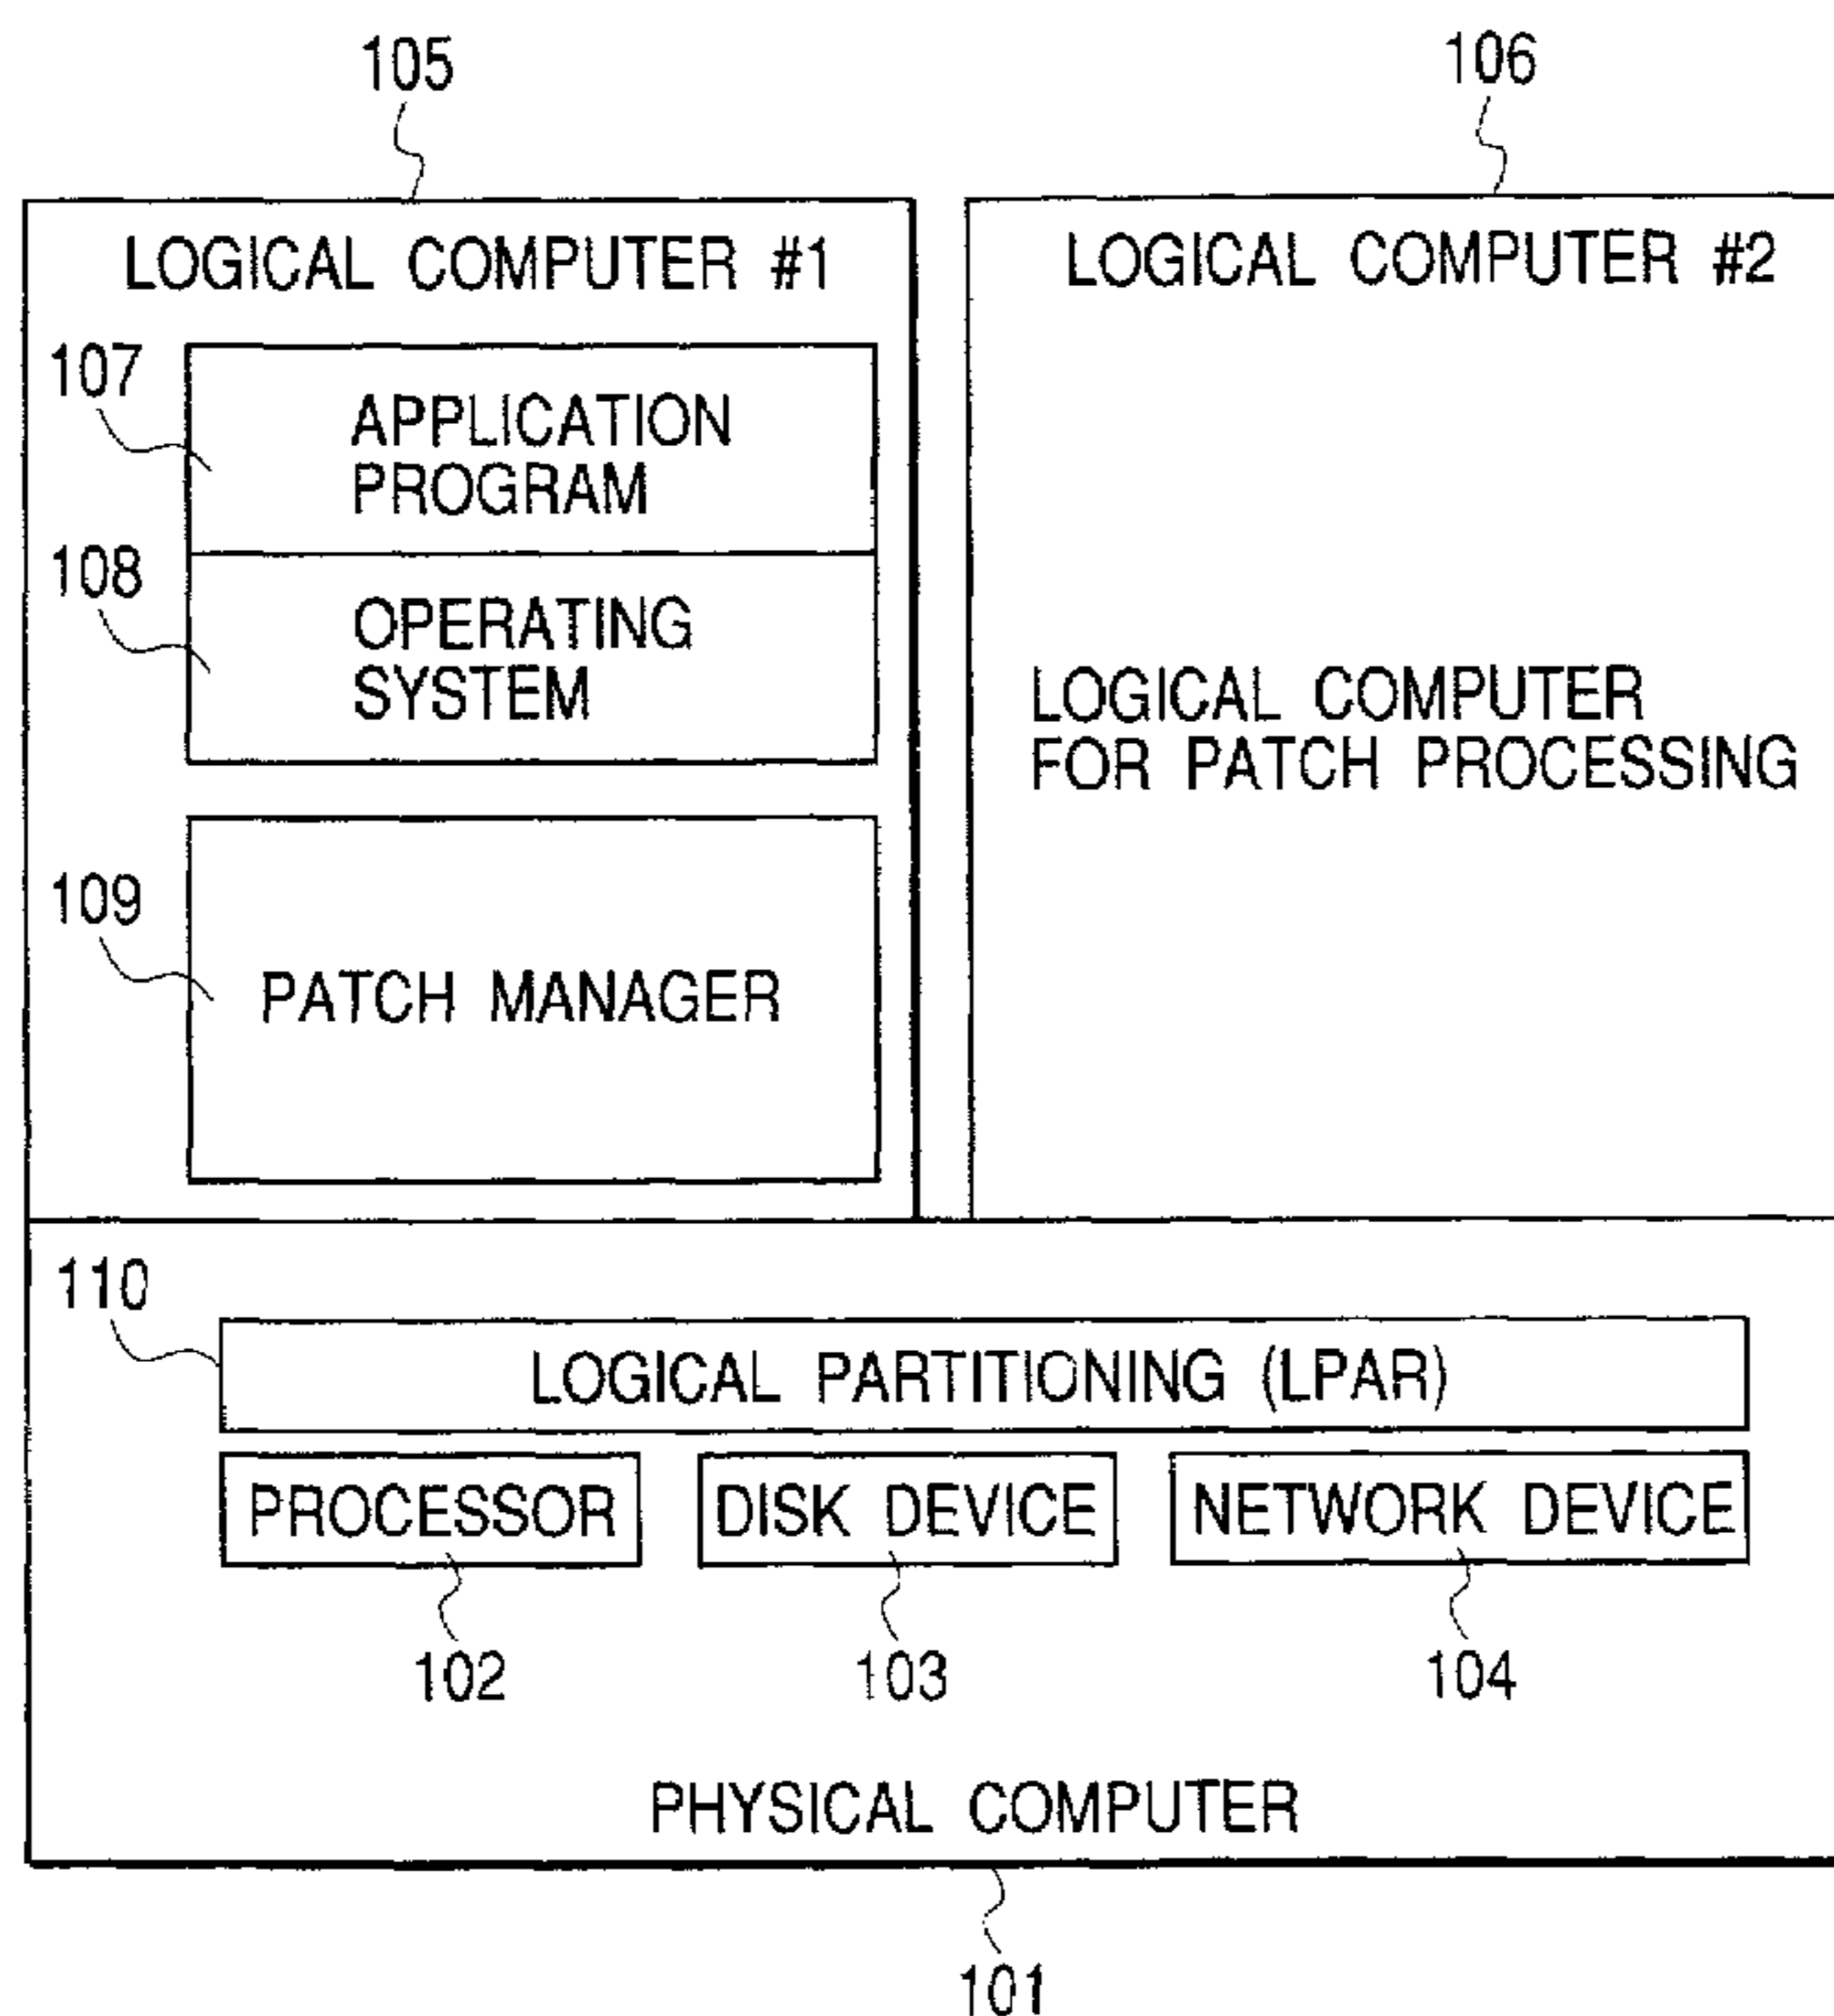 105
106
LOGICAL COMPUTER #1
LOGICAL COMPUTER #2
107
APPLICATION
PROGRAM
108
OPERATING
SYSTEM
LOGICAL COMPUTER
FOR PATCH PROCESSING
109
PATCH MANAGER
110
LOGICAL PARTITIONING (LPAR)
PROCESSOR
DISK DEVICE
NETWORK DEVICE
102
103
104
PHYSICAL COMPUTER
101